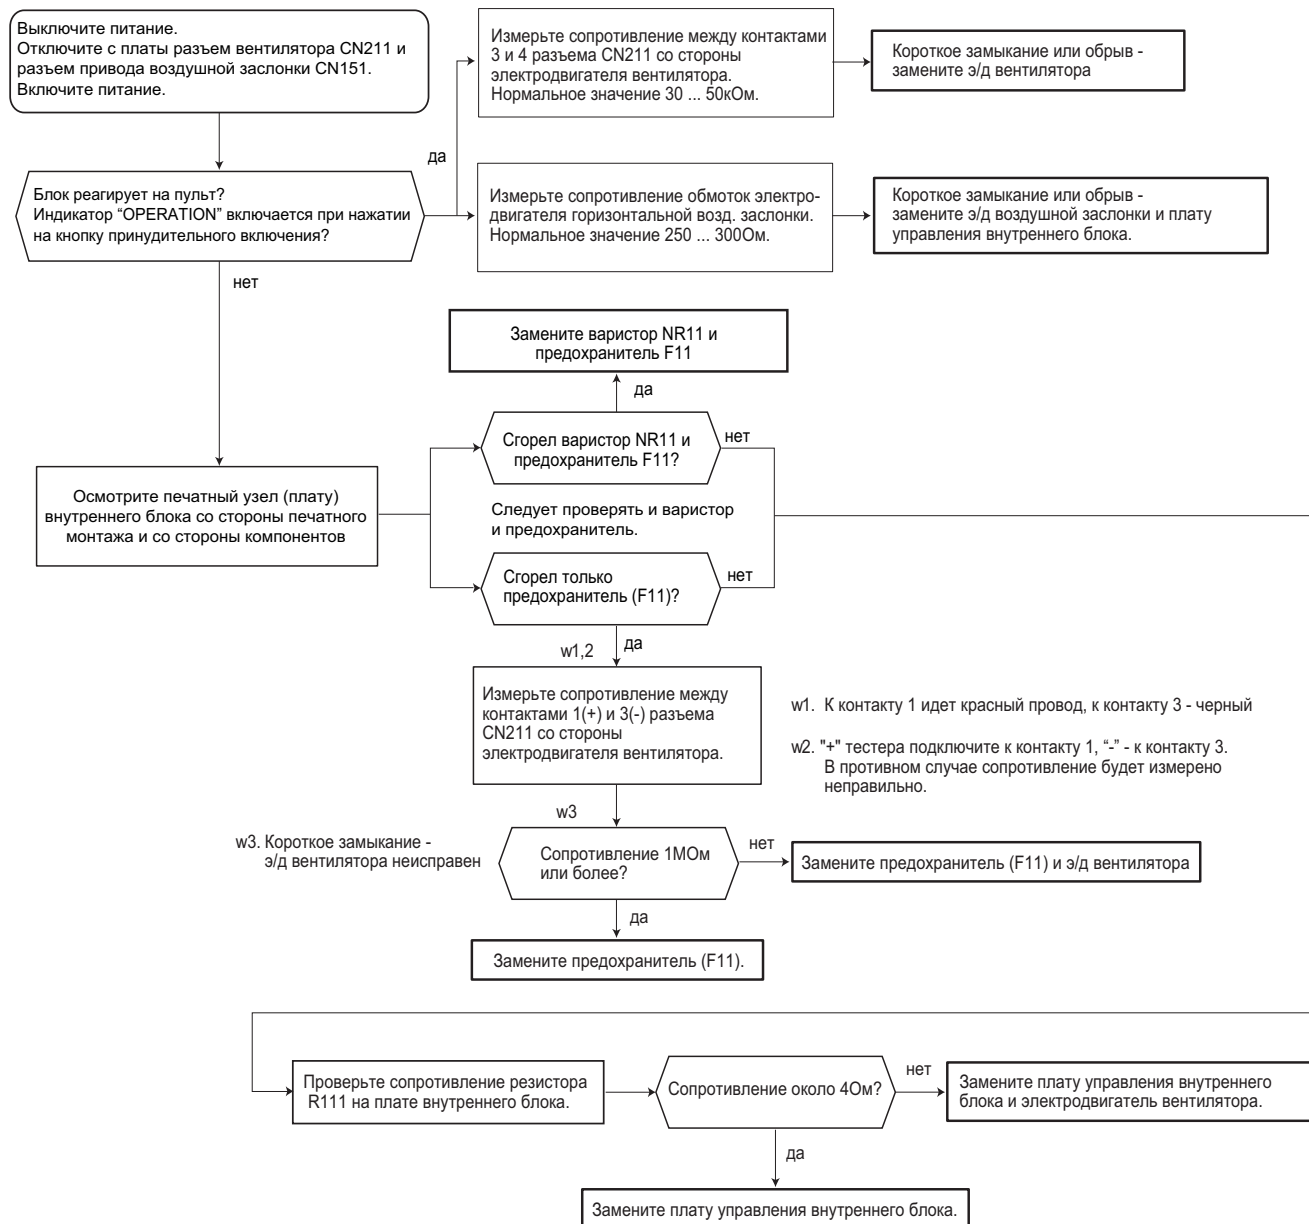 Выключите питание.
Отключите с платы разъем вентилятора CN211 и
разъем привода воздушной заслонки CN151.
Включите питание.
Измерьте сопротивление между контактами
3 и 4 разъема CN211 со стороны
электродвигателя вентилятора.
Нормальное значение 30 ... 50кОм.
Короткое замыкание или обрыв -
замените э/д вентилятора
да
Блок реагирует на пульт?
Индикатор “OPERATION” включается при нажатии
на кнопку принудительного включения?
Измерьте сопротивление обмоток электро-
двигателя горизонтальной возд. заслонки.
Нормальное значение 250 ... 300Ом.
Короткое замыкание или обрыв -
замените э/д воздушной заслонки и плату
управления внутреннего блока.
нет
Замените варистор NR11 и
предохранитель F11
да
Сгорел варистор NR11 и
предохранитель F11?
нет
Осмотрите печатный узел (плату)
внутреннего блока со стороны печатного
монтажа и со стороны компонентов
Следует проверять и варистор
и предохранитель.
Сгорел только
предохранитель (F11)?
нет
да
w1,2
Измерьте сопротивление между
контактами 1(+) и 3(-) разъема
CN211 со стороны
электродвигателя вентилятора.
w1. К контакту 1 идет красный провод, к контакту 3 - черный
w2. "+" тестера подключите к контакту 1, “-” - к контакту 3.
В противном случае сопротивление будет измерено
неправильно.
w3
w3. Короткое замыкание -
э/д вентилятора неисправен
Сопротивление 1МОм
или более?
нет
Замените предохранитель (F11) и э/д вентилятора
да
Замените предохранитель (F11).
Проверьте сопротивление резистора
R111 на плате внутреннего блока.
Сопротивление около 4Ом?
нет
Замените плату управления внутреннего
блока и электродвигатель вентилятора.
да
Замените плату управления внутреннего блока.